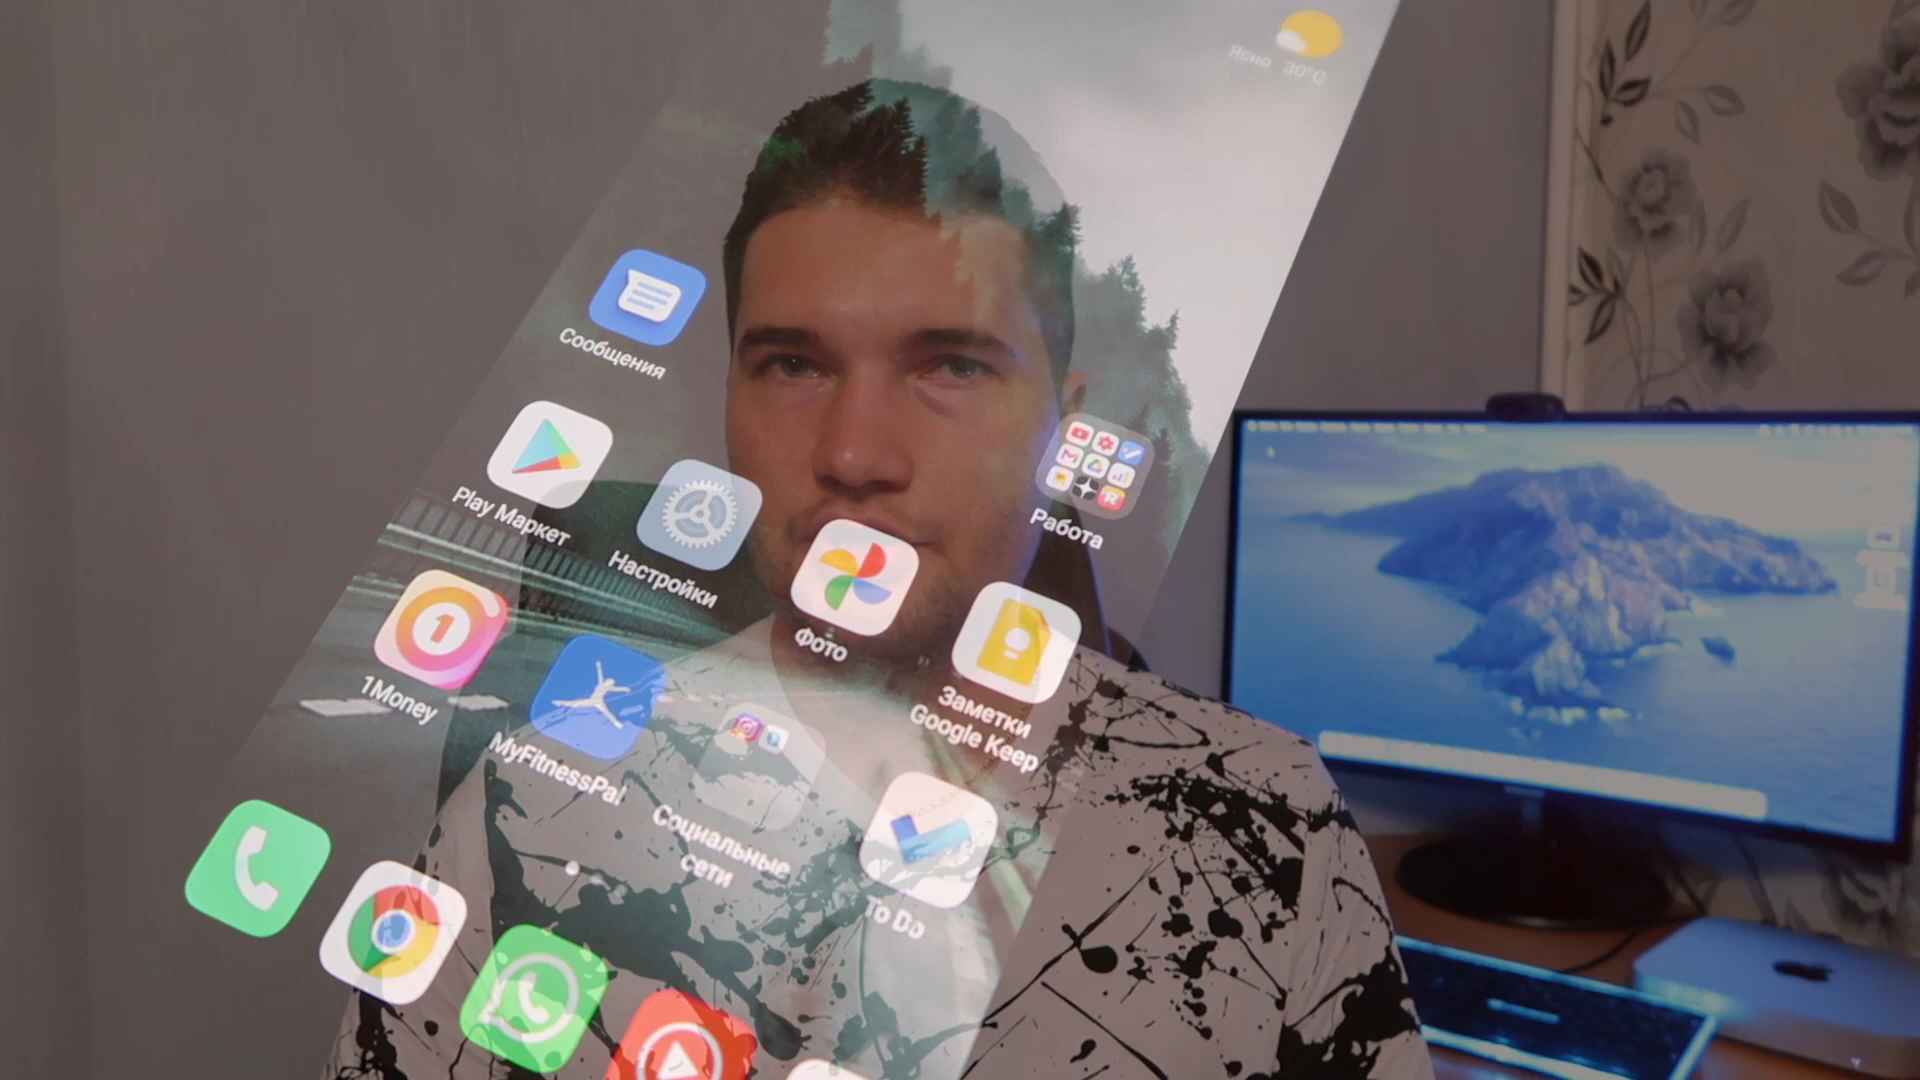 Ясно 30°C
Сообщения
Play Маркет
Настройки
Фото
Работа
1Money
MyFitnessPal
Социальные
сети
Заметки
Google Keep
To Do